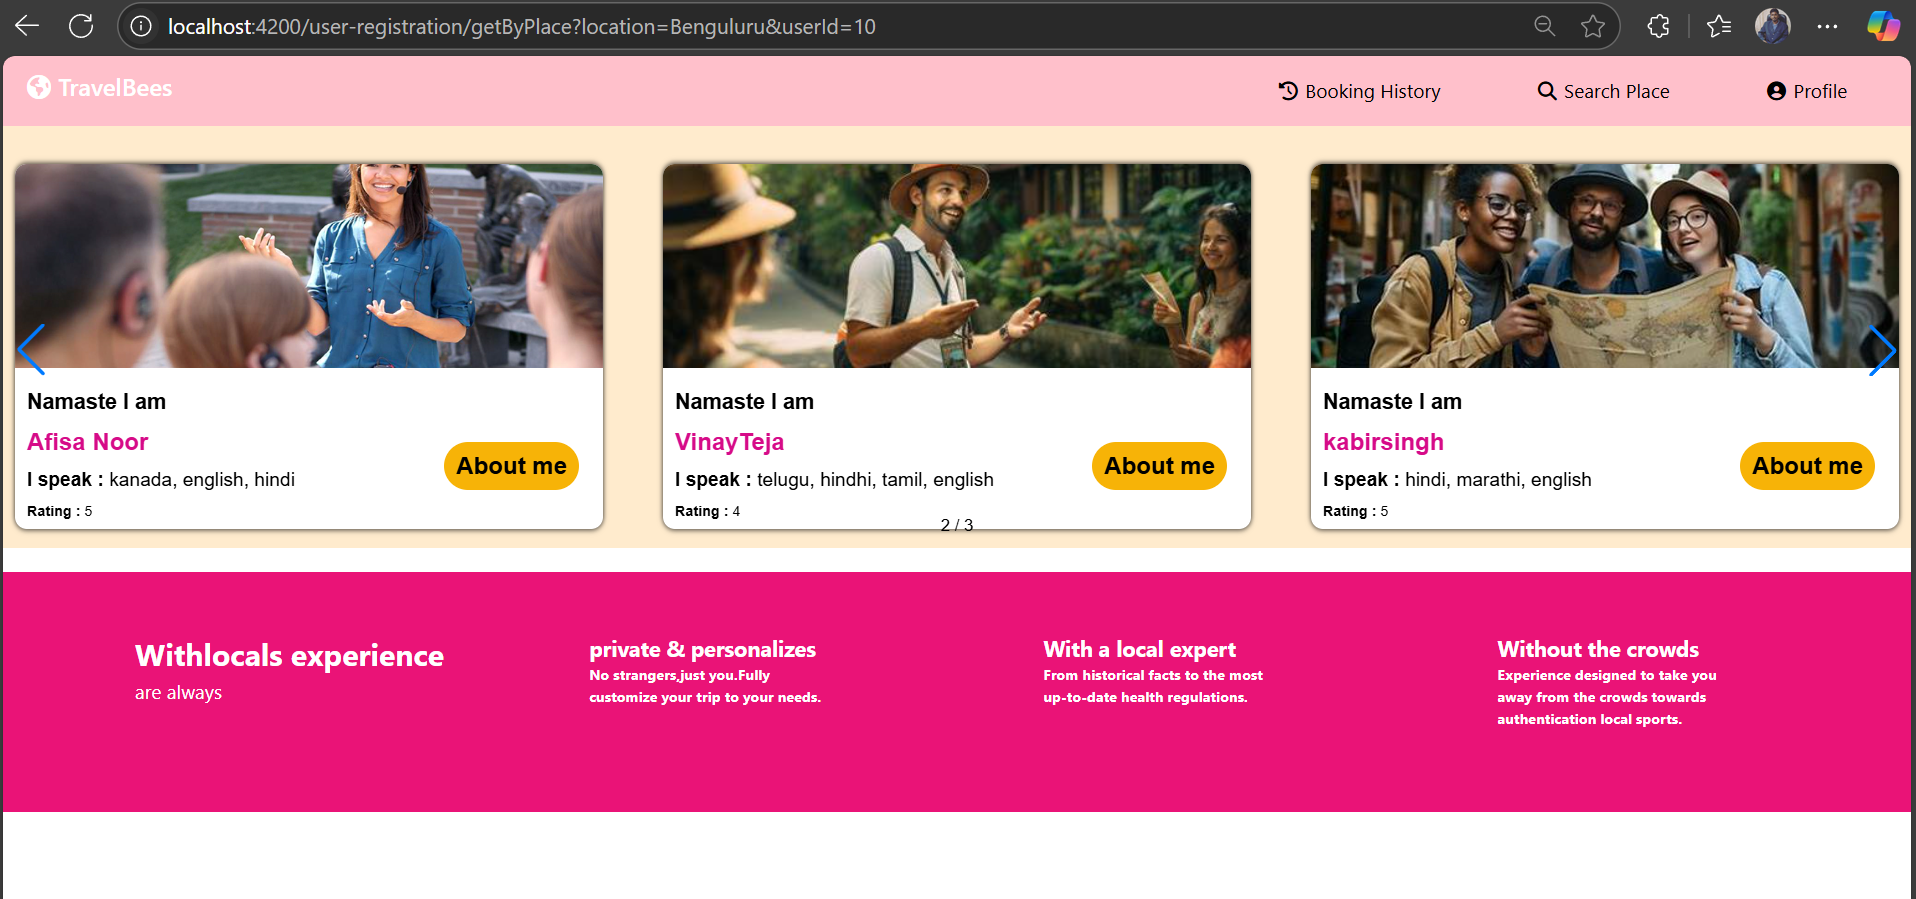 localhost:4200/user-registration/getByPlace?location=Benguluru&userId=10
TravelBees
Booking History
Search Place
Profile
Namaste I am
Afisa Noor
I speak : kanada, english, hindi
Rating : 5
About me
Namaste I am
VinayTeja
I speak : telugu, hindhi, tamil, english
Rating : 4
About me
Namaste I am
kabirsingh
I speak : hindi, marathi, english
Rating : 5
About me
2 / 3
Withlocals experience
are always
private & personalizes
No strangers,just you.Fully
customize your trip to your needs.
With a local expert
From historical facts to the most
up-to-date health regulations.
Without the crowds
Experience designed to take you
away from the crowds towards
authentication local sports.